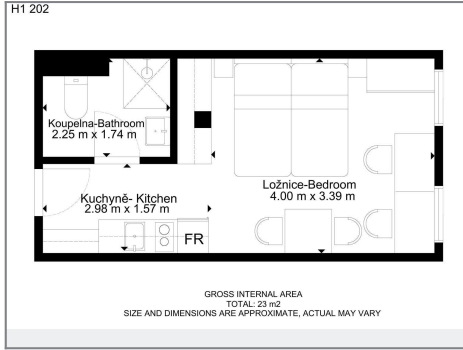 H1 202
Koupelna-Bathroom
2.25 m x 1.74 m
Kuchyně- Kitchen
2.98 m x 1.57 m
Ložnice-Bedroom
4.00 m x 3.39 m
FR
GROSS INTERNAL AREA
TOTAL: 23 m2
SIZE AND DIMENSIONS ARE APPROXIMATE, ACTUAL MAY VARY